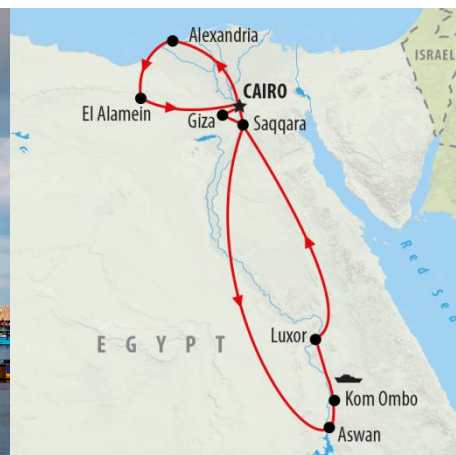 Alexandria
ISRAEL
CAIRO
El Alamein
Giza
Saqqara
Red Sea
Luxor
EGYPT
Kom Ombo
Aswan